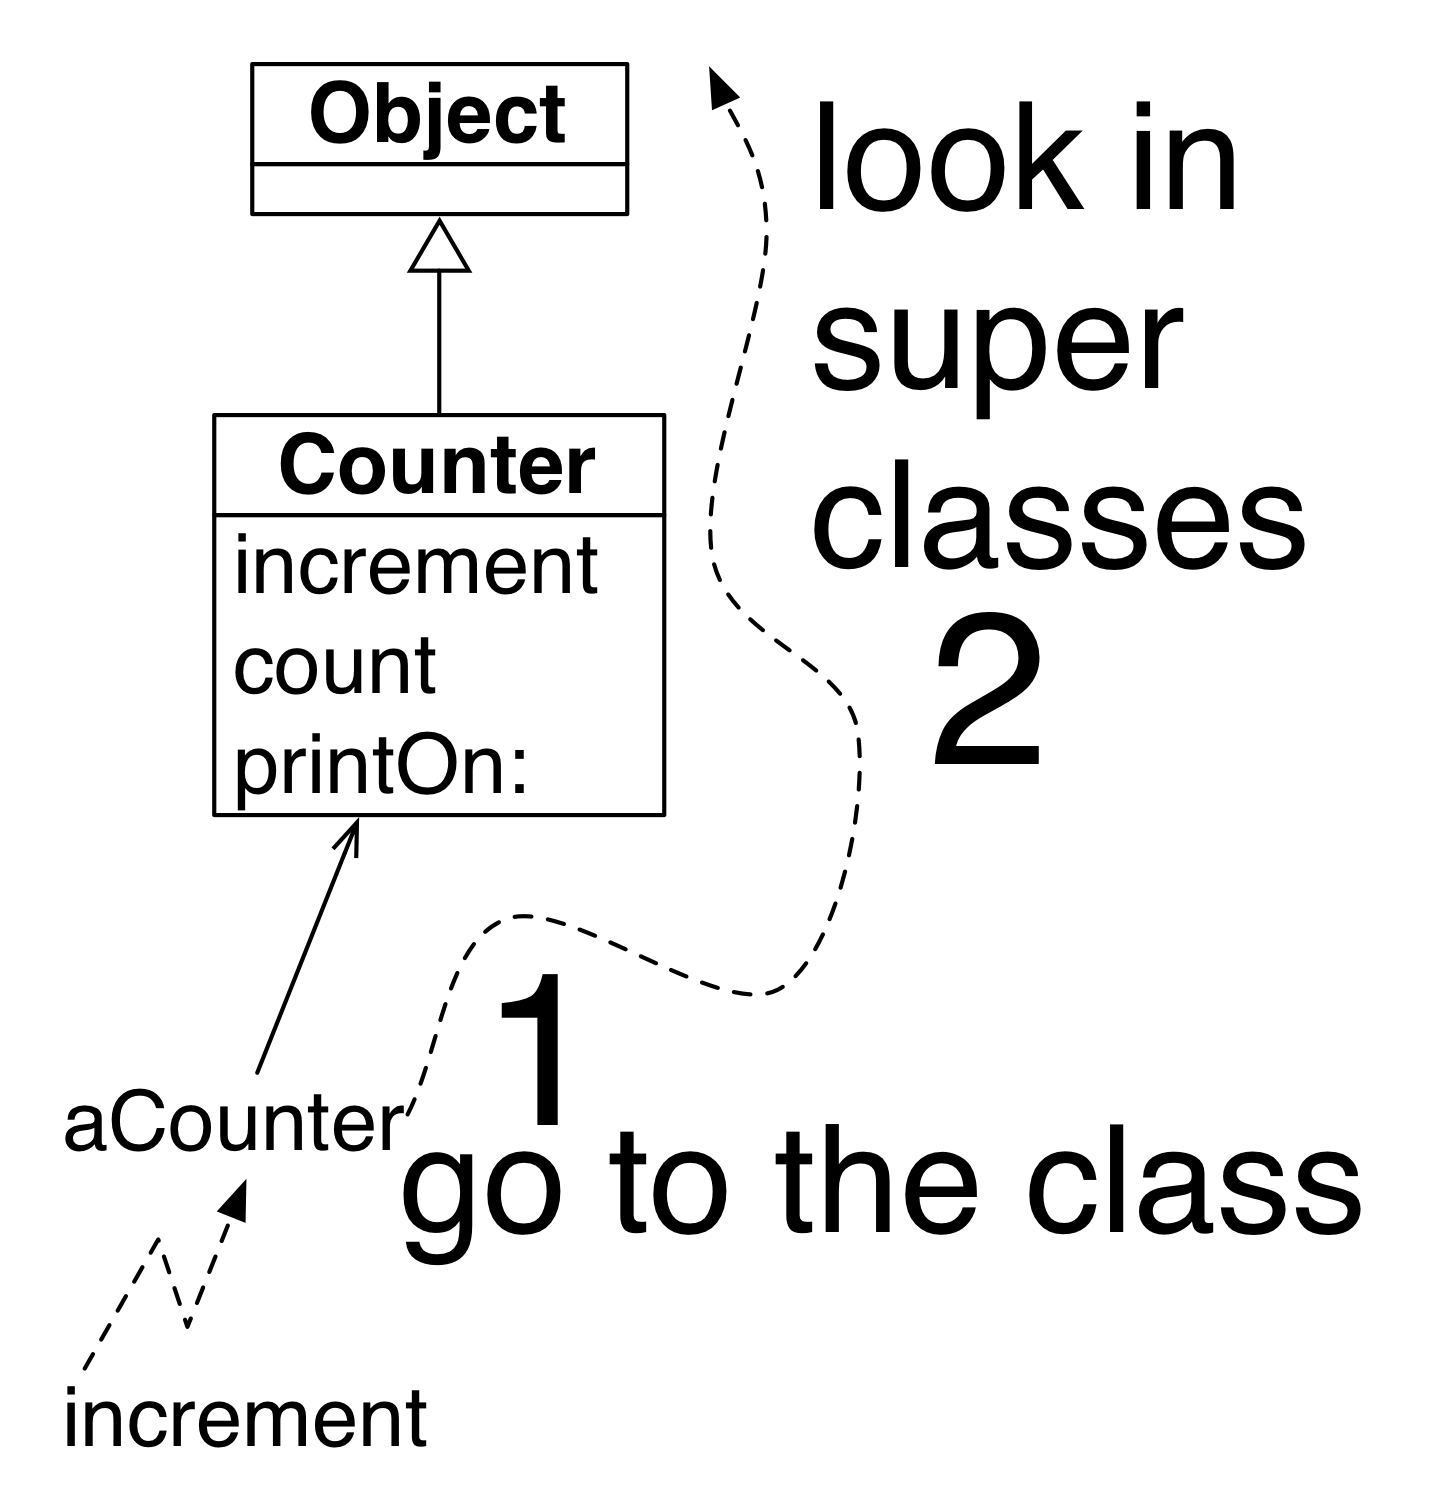 Object
look in
super
classes
2
Counter
increment
count
printOn:
1
aCounter
go to the class
increment